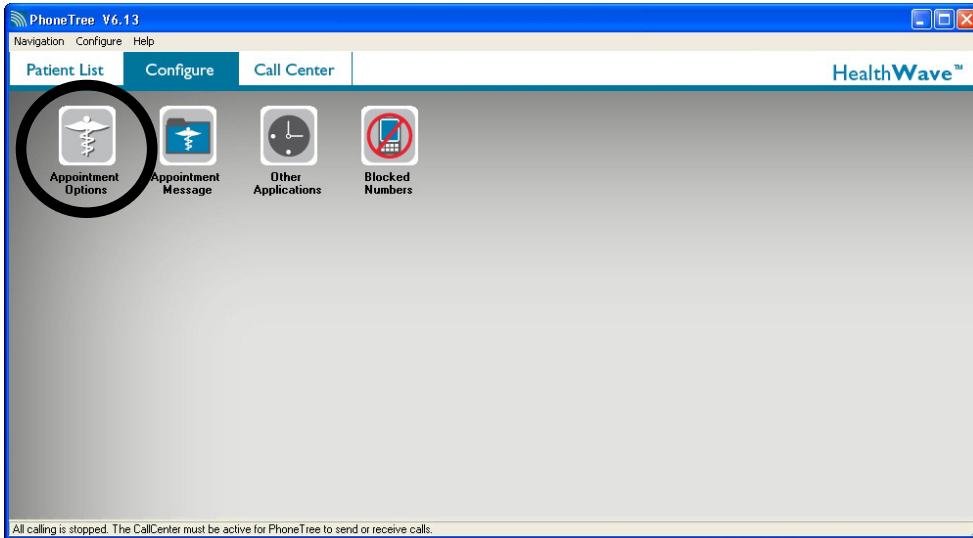 PhoneTree V6.13
Navigation Configure Help
Patient List Configure Call Center HealthWave™
Appointment Options
Appointment Message
Other Applications
Blocked Numbers
All calling is stopped. The CallCenter must be active for PhoneTree to send or receive calls.